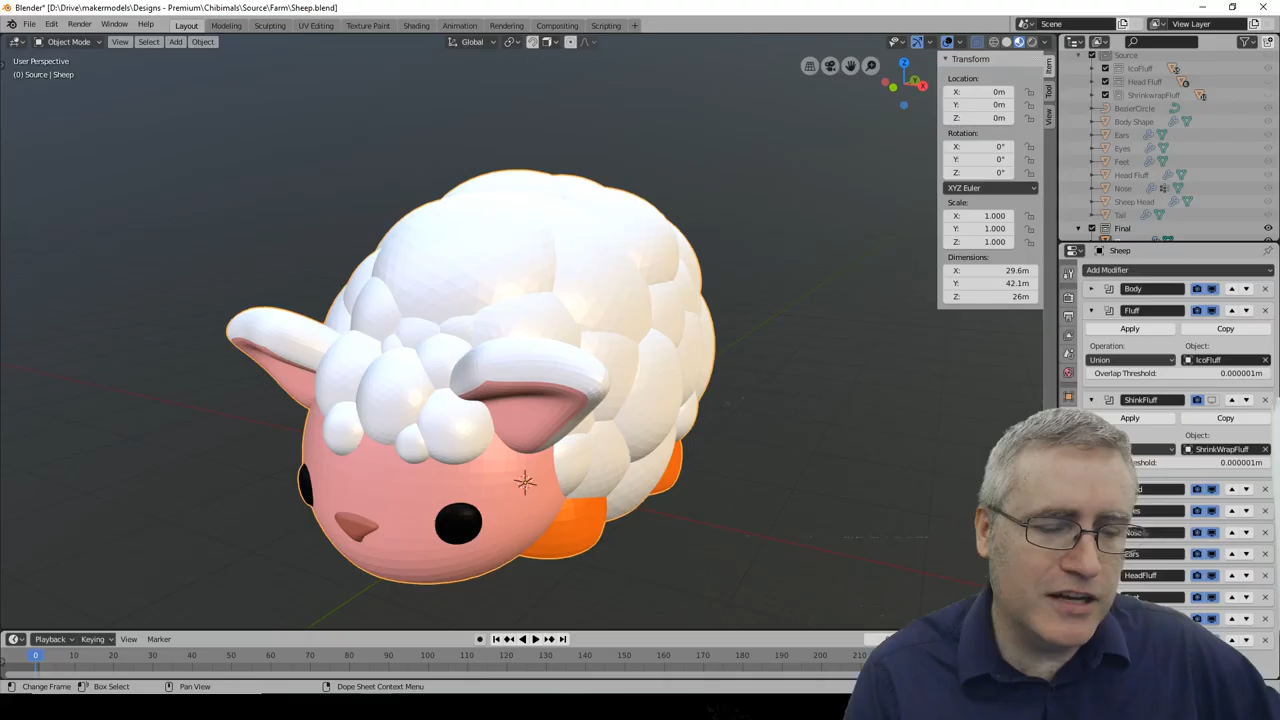 Blender* [D:\Drive\makermodels\Designs - Premium\Chibimals\Source\Farm\Sheep.blend]
File Edit Render Window Help Layout Modeling Sculpting UV Editing Texture Paint Shading Animation Rendering Compositing Scripting + Scene View Layer
Object Mode View Select Add Object Global
User Perspective
(0) Source | Sheep
Transform
Location:
X: 0m
Y: 0m
Z: 0m
Rotation:
X: 0°
Y: 0°
Z: 0°
XYZ Euler
Scale:
X: 1.000
Y: 1.000
Z: 1.000
Dimensions:
X: 29.6m
Y: 42.1m
Z: 26m
Item
Tool
View
Z
Y
X
Source
IcoFluff
Head Fluff
ShrinkwrapFluff
BezierCircle
Body Shape
Ears
Eyes
Feet
Head Fluff
Nose
Sheep Head
Tail
Final
Sheep
Add Modifier
Body
Fluff
Apply Copy
Operation: Object:
Union IcoFluff
Overlap Threshold: 0.000001m
ShinkFluff
Apply Copy
Object:
ShrinkWrapFluff
0.000001m
Nose
Ears
HeadFluff
Playback Keying View Marker
0 10 20 30 40 50 60 70 80 90 100 110 120 130 140 150 160 170 180 190 200 210
Change Frame Box Select Pan View Dope Sheet Context Menu